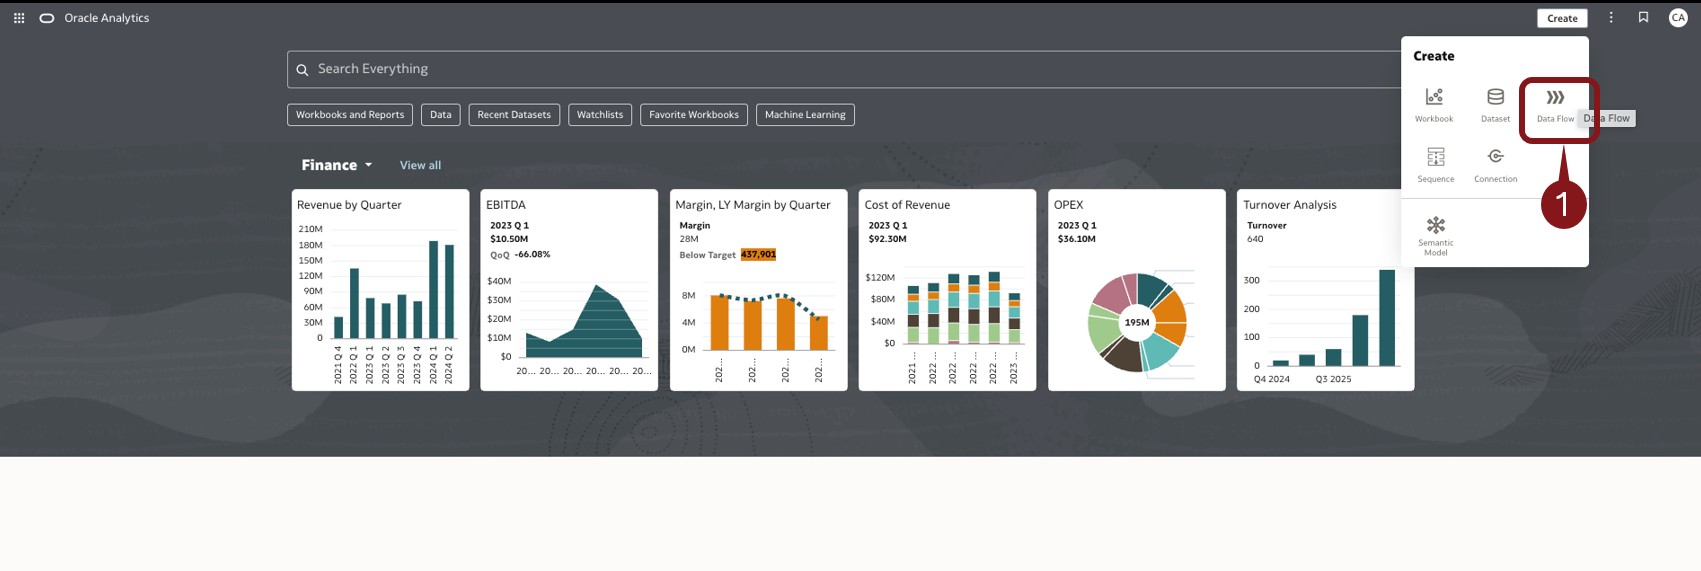 Oracle Analytics
Create
CA
Search Everything
Workbooks and Reports
Data
Recent Datasets
Watchlists
Favorite Workbooks
Machine Learning
Create
Workbook
Dataset
Data Flow
Data Flow
Sequence
Connection
1
Semantic
Model
Finance
View all
Revenue by Quarter
210M
180M
150M
120M
90M
60M
30M
0
2021 Q 4
2022 Q 1
2023 Q 1
2023 Q 2
2023 Q 3
2023 Q 4
2024 Q 1
2024 Q 2
EBITDA
2023 Q 1
$10.50M
QoQ -66.08%
$40M
$30M
$20M
$10M
$0
20... 20... 20... 20... 20... 20...
Margin, LY Margin by Quarter
Margin
28M
Below Target 437,901
8M
4M
0M
202...
202...
202...
202...
Cost of Revenue
2023 Q 1
$92.30M
$120M
$80M
$40M
$0
2021 ...
2022 ...
2022 ...
2022 ...
2022 ...
2023 ...
OPEX
2023 Q 1
$36.10M
195M
Turnover Analysis
Turnover
640
300
200
100
0
Q4 2024 Q3 2025